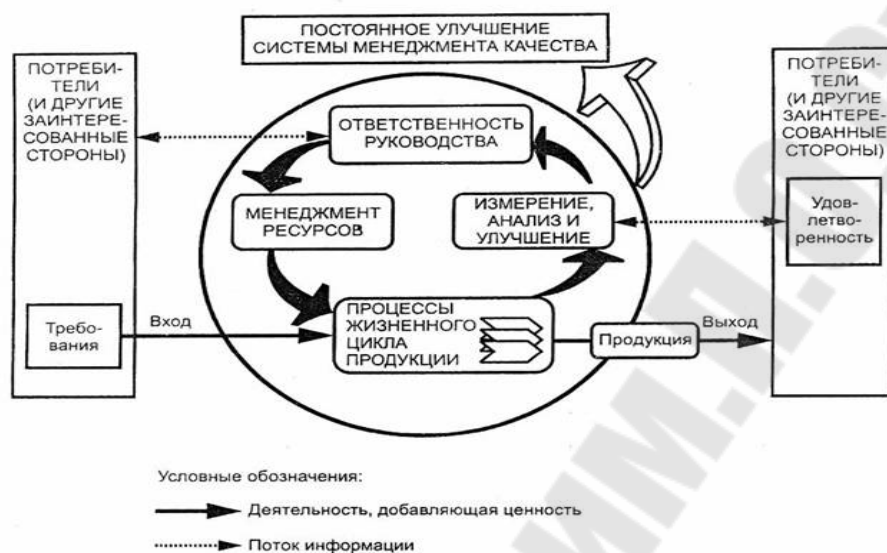 ПОСТОЯННОЕ УЛУЧШЕНИЕ
СИСТЕМЫ МЕНЕДЖМЕНТА КАЧЕСТВА
ПОТРЕБИ-
ТЕЛИ
(И ДРУГИЕ
ЗАИНТЕРЕ-
СОВАННЫЕ
СТОРОНЫ)
ОТВЕТСТВЕННОСТЬ
РУКОВОДСТВА
ПОТРЕБИ-
ТЕЛИ
(И ДРУГИЕ
ЗАИНТЕРЕ-
СОВАННЫЕ
СТОРОНЫ)
МЕНЕДЖМЕНТ
РЕСУРСОВ
ИЗМЕРЕНИЕ,
АНАЛИЗ И
УЛУЧШЕНИЕ
Удов-
летво-
ренность
Требо-
вания
Вход
ПРОЦЕССЫ
ЖИЗНЕННОГО
ЦИКЛА
ПРОДУКЦИИ
Продукция
Выход
Условные обозначения:
Деятельность, добавляющая ценность
Поток информации